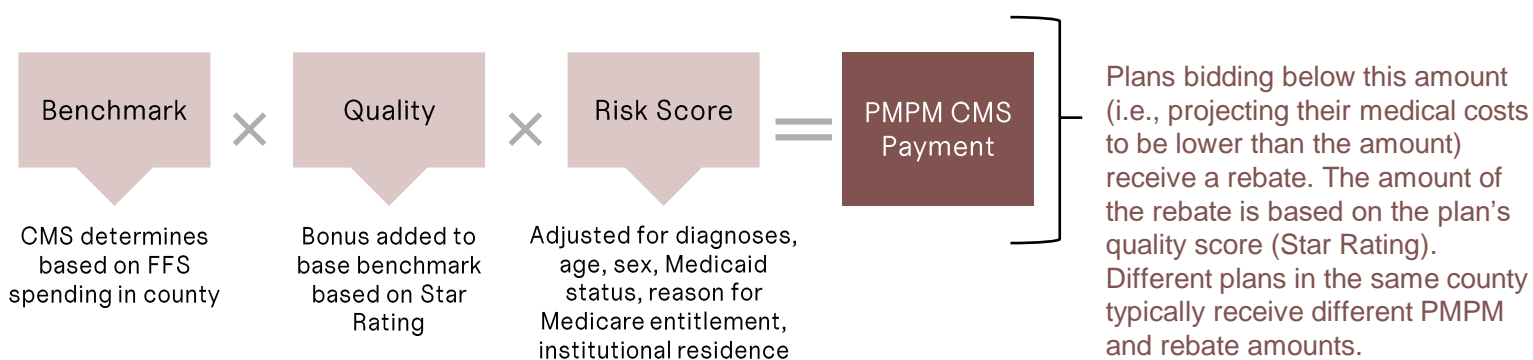 Benchmark
×
Quality
×
Risk Score
=
PMPM CMS
Payment
CMS determines
based on FFS
spending in county
Bonus added to
base benchmark
based on Star
Rating
Adjusted for diagnoses,
age, sex, Medicaid
status, reason for
Medicare entitlement,
institutional residence
Plans bidding below this amount
(i.e., projecting their medical costs
to be lower than the amount)
receive a rebate. The amount of
the rebate is based on the plan’s
quality score (Star Rating).
Different plans in the same county
typically receive different PMPM
and rebate amounts.